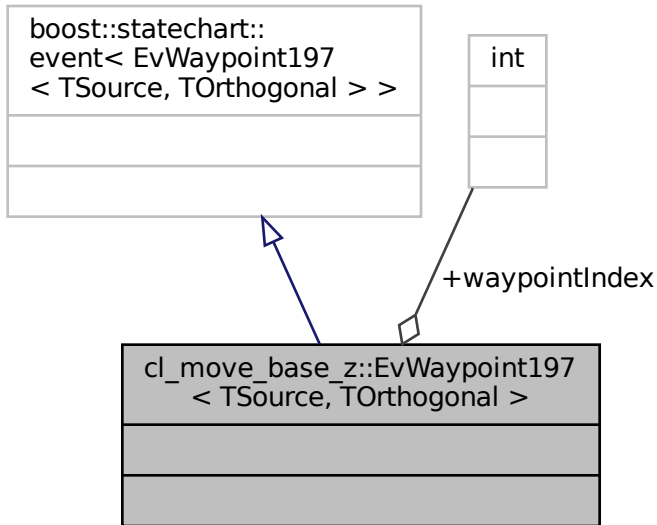 boost::statechart::
event< EvWaypoint197
< TSource, TOrthogonal > >
int
+waypointIndex
cl_move_base_z::EvWaypoint197
< TSource, TOrthogonal >